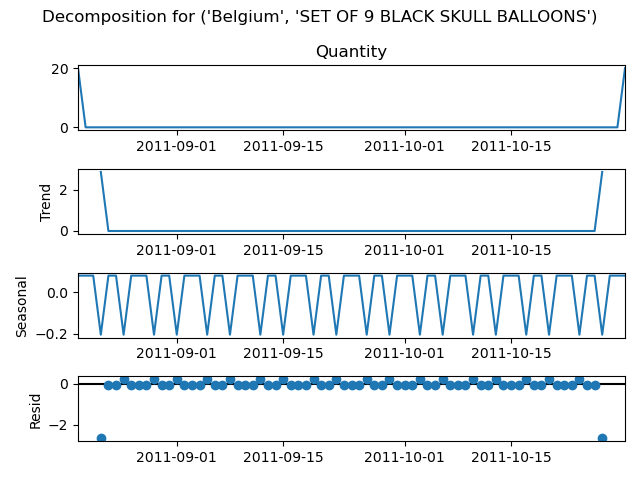 Decomposition for ('Belgium', 'SET OF 9 BLACK SKULL BALLOONS')
Quantity
20
0
2011-09-01 2011-09-15 2011-10-01 2011-10-15
Trend
2
0
2011-09-01 2011-09-15 2011-10-01 2011-10-15
Seasonal
0.0
−0.2
2011-09-01 2011-09-15 2011-10-01 2011-10-15
Resid
0
−2
2011-09-01 2011-09-15 2011-10-01 2011-10-15